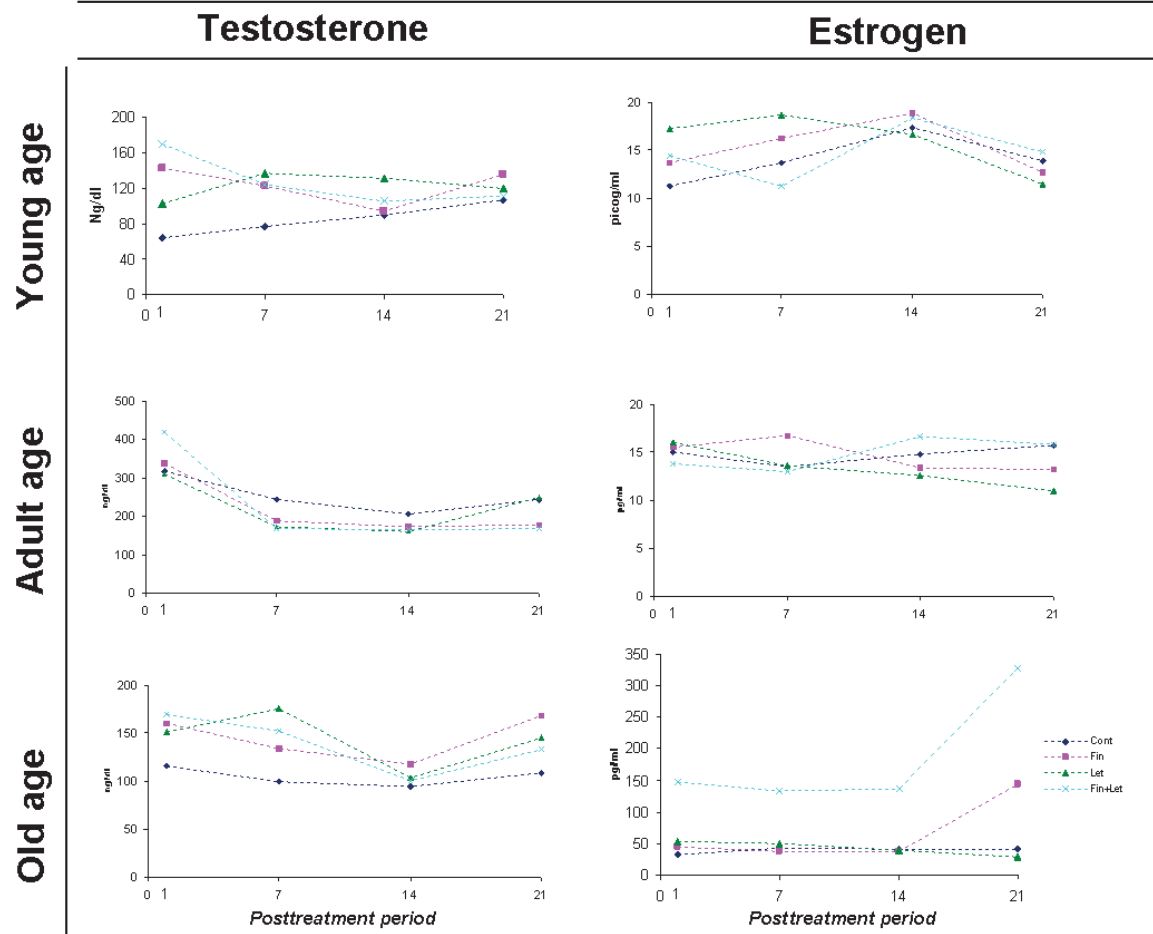 Testosterone
Estrogen
Young age
200
160
120
80
40
0
Ng/dl
0 1 7 14 21
20
15
10
5
0
picog/ml
0 1 7 14 21
Adult age
500
400
300
200
100
0
ng/dl
0 1 7 14 21
20
15
10
5
0
pg/ml
0 1 7 14 21
Old age
200
150
100
50
0
ng/dl
0 1 7 14 21
Posttreatment period
350
300
250
200
150
100
50
0
pg/ml
0 1 7 14 21
Posttreatment period
Cont
Fin
Let
Fin+Let